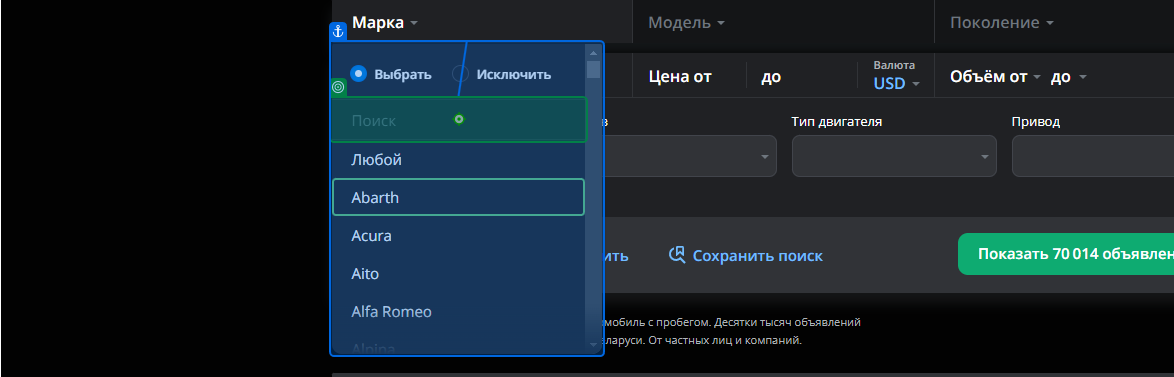 Марка
Модель
Поколение
Выбрать
Исключить
Цена от
до
Валюта
USD
Объём от
до
Поиск
в
Тип двигателя
Привод
Любой
Abarth
Acura
Aito
Alfa Romeo
Alpina
ить
Сохранить поиск
Показать 70 014 объявлен
мобиль с пробегом. Десятки тысяч объявлений
еларуси. От частных лиц и компаний.